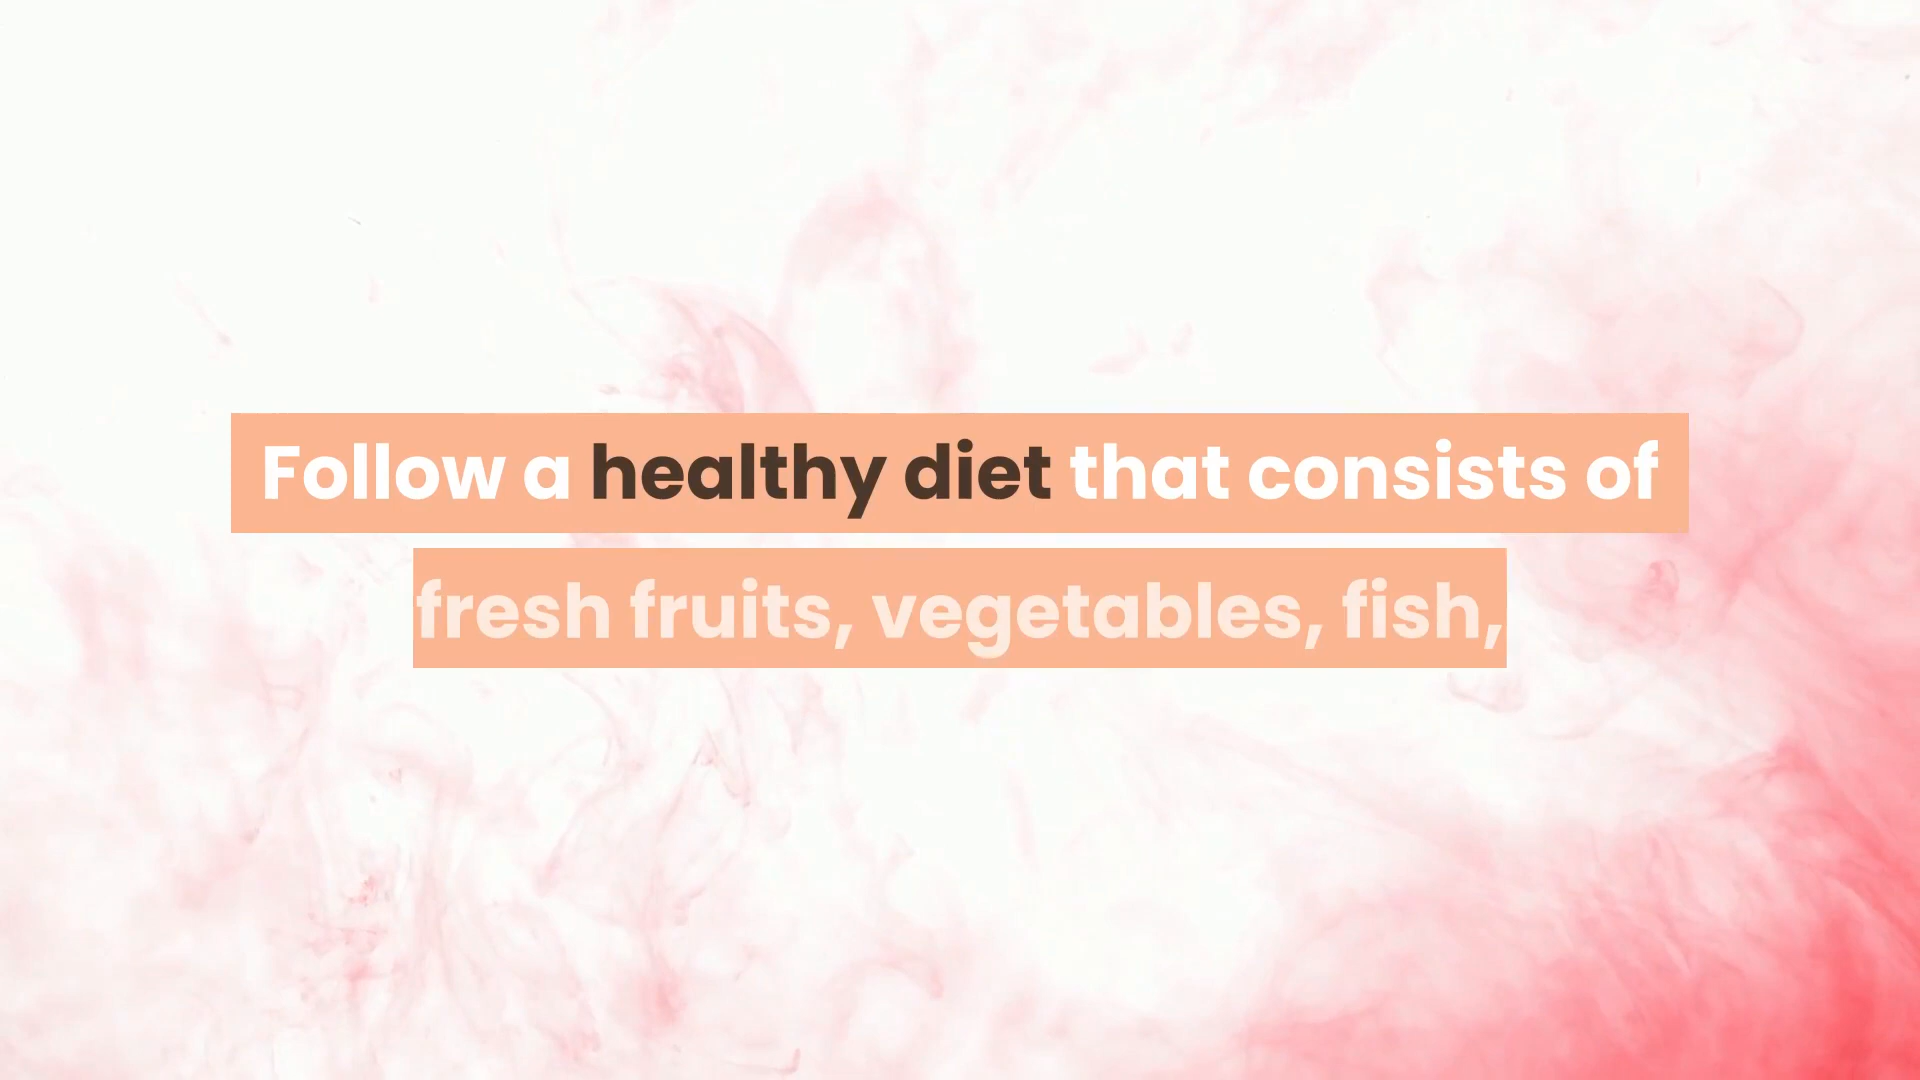 Follow a healthy diet that consists of
fresh fruits, vegetables, fish,